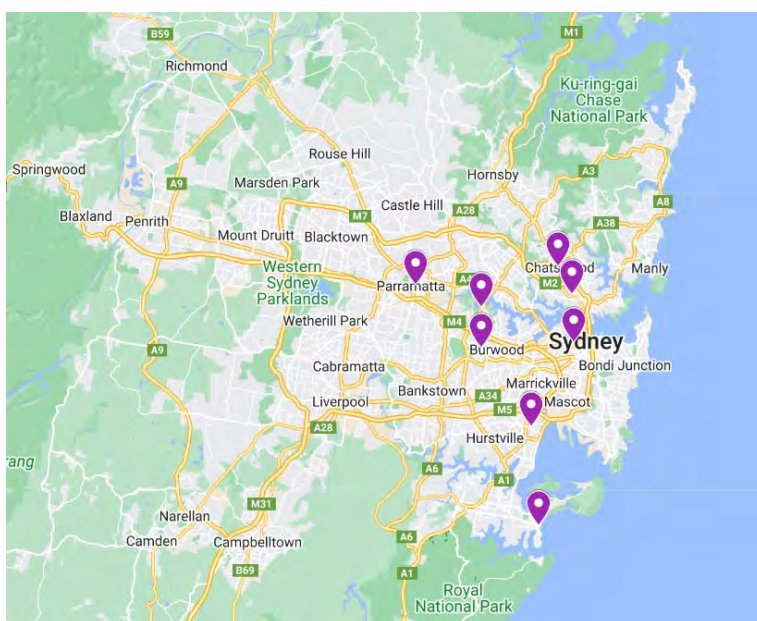 B59
M1
Richmond
Ku-ring-gai
Chase
National Park
Rouse Hill
Springwood
Hornsby
A3
A9
Marsden Park
Castle Hill
A28
A8
Blaxland
Penrith
M7
A38
Mount Druitt
Blacktown
Western
Sydney
Parklands
Parramatta
Manly
M2
Wetherill Park
M4
Burwood
Sydney
A9
Cabramatta
Bondi Junction
Marrickville
Bankstown
A34
Liverpool
Mascot
M5
A28
Hurstville
A6
A1
M31
Narellan
Camden
Campbelltown
A6
B69
A1
Royal
National Park